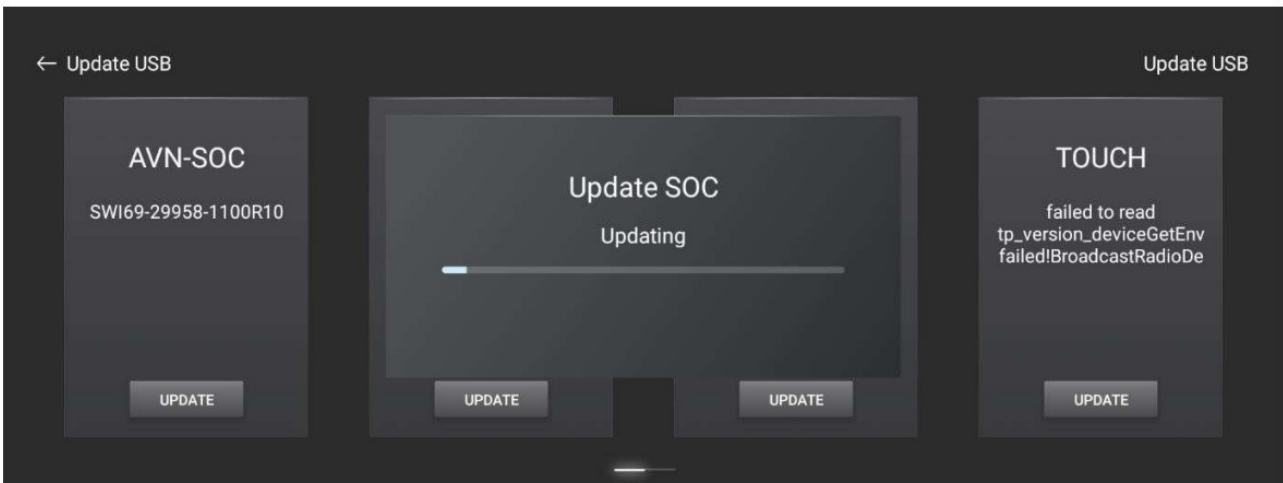 ← Update USB
Update USB
AVN-SOC
SWI69-29958-1100R10
UPDATE
Update SOC
Updating
UPDATE
UPDATE
TOUCH
failed to read
tp_version_deviceGetEnv
failed!BroadcastRadioDe
UPDATE